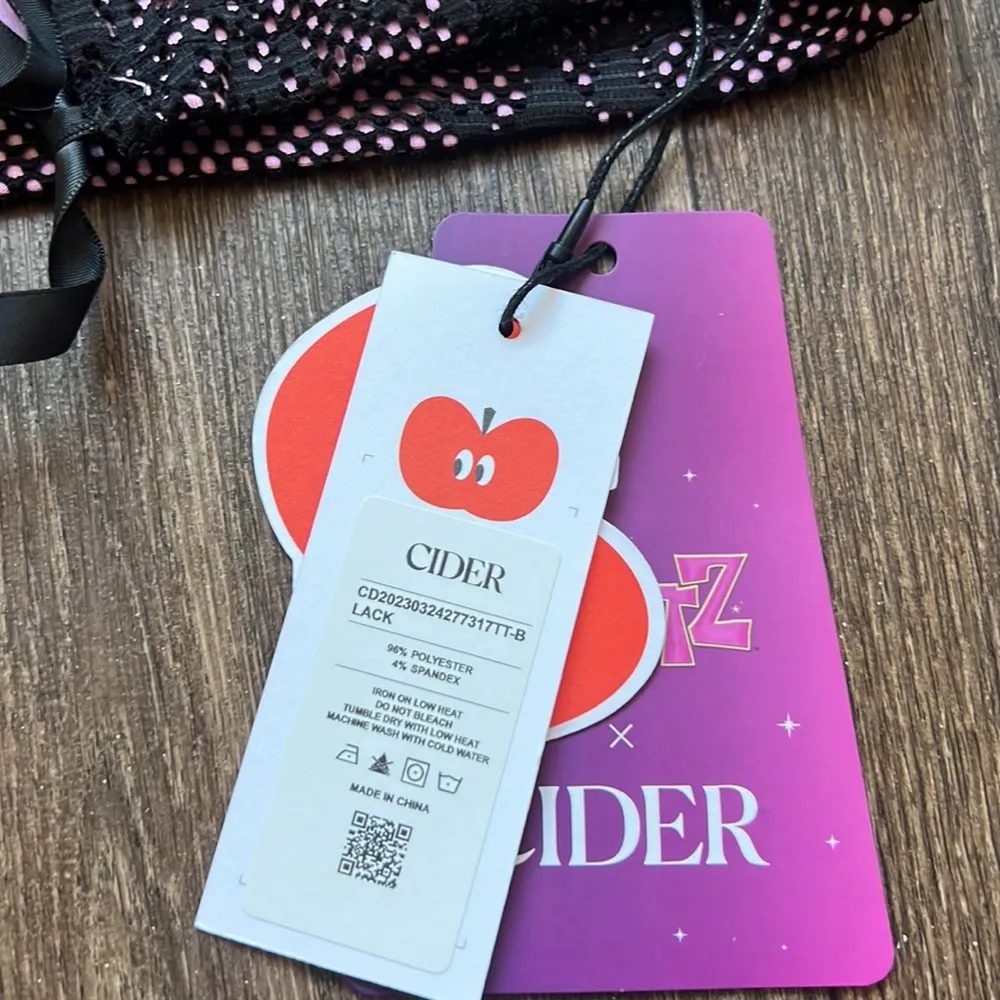 CIDER
CD20230324277317TT-B
LACK
96% POLYESTER
4% SPANDEX
IRON ON LOW HEAT
DO NOT BLEACH
TUMBLE DRY WITH LOW HEAT
MACHINE WASH WITH COLD WATER
MADE IN CHINA
TZ
×
CIDER